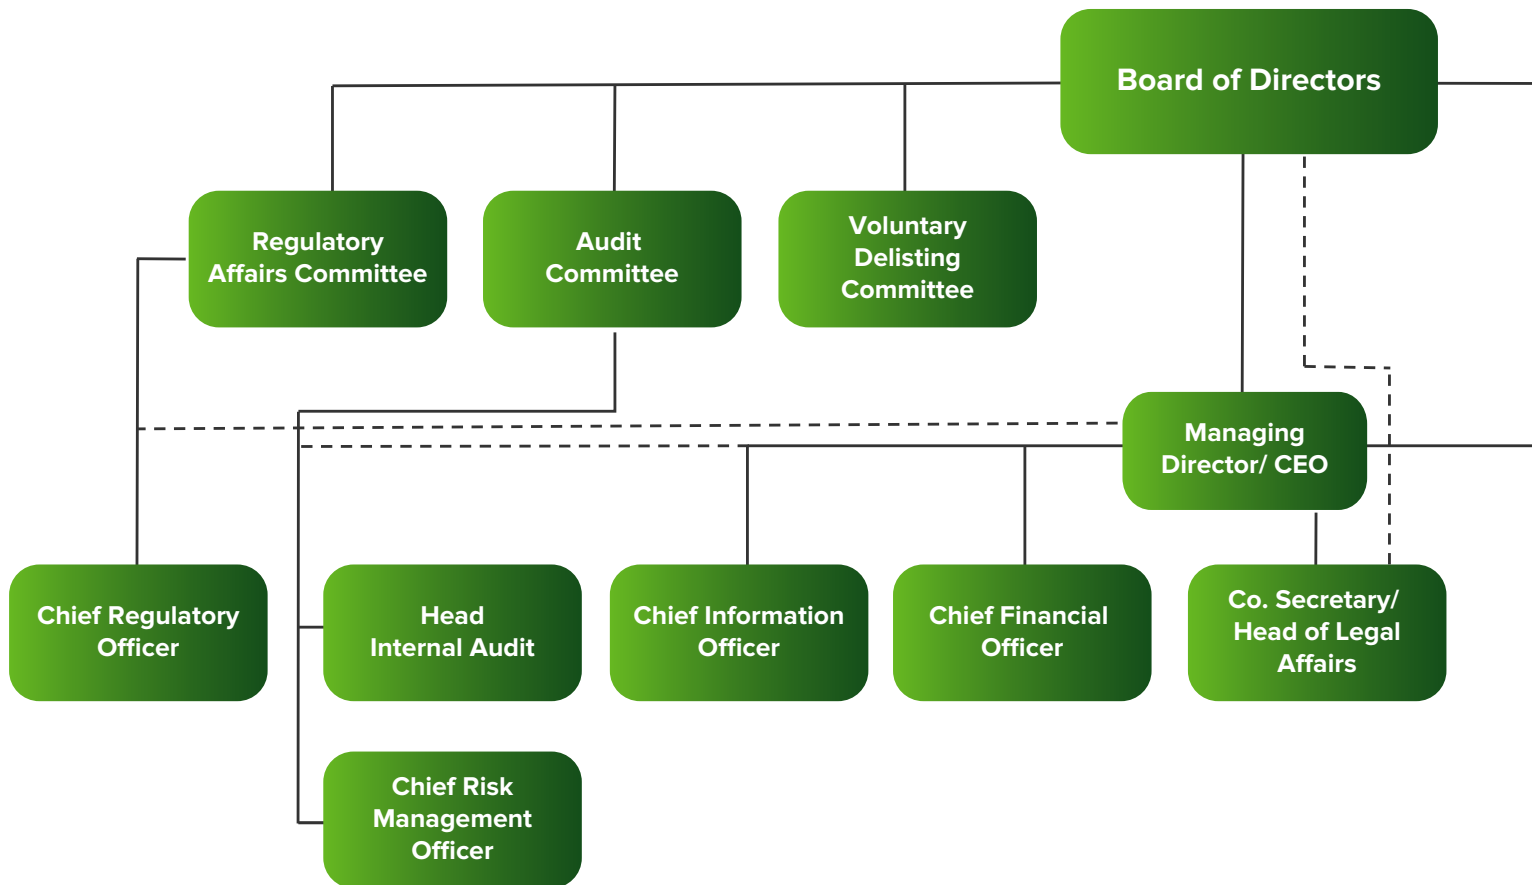 Board of Directors
Regulatory
Affairs Committee
Audit
Committee
Voluntary
Delisting
Committee
Managing
Director/ CEO
Chief Regulatory
Officer
Head
Internal Audit
Chief Information
Officer
Chief Financial
Officer
Co. Secretary/
Head of Legal
Affairs
Chief Risk
Management
Officer